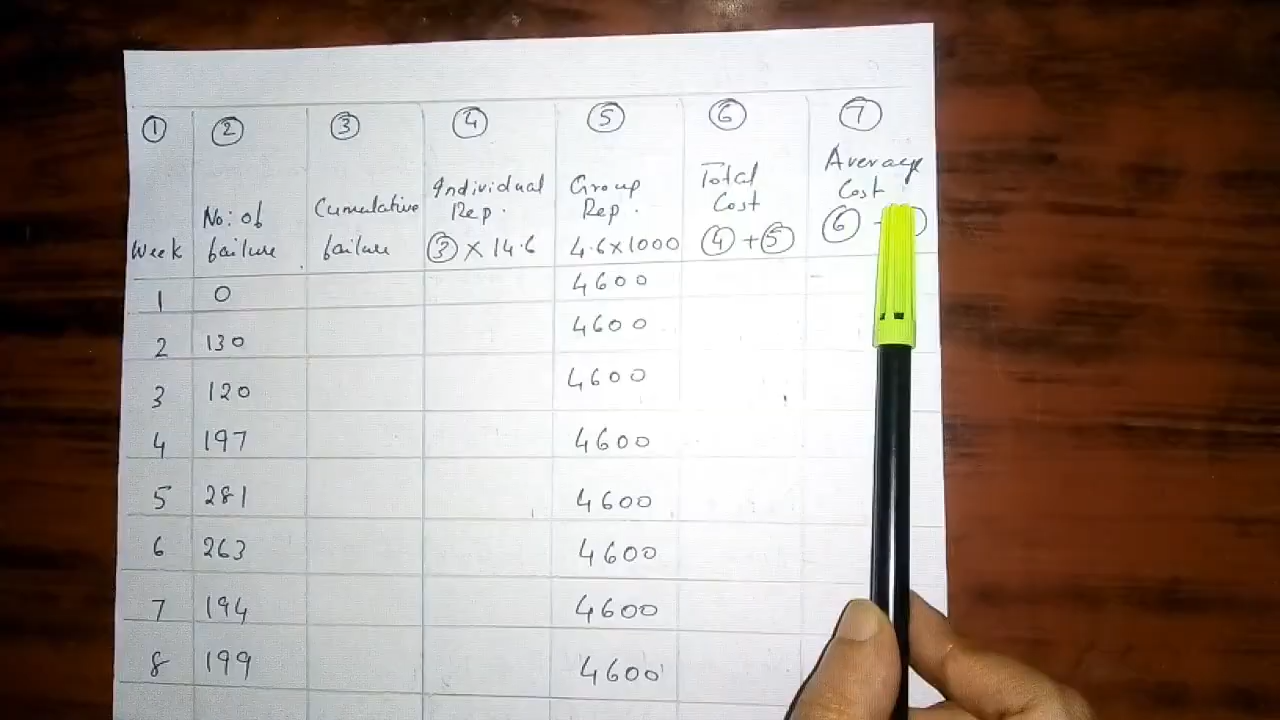 ① ② ③ ④ ⑤ ⑥ ⑦
Week
No: of
failure
Cumulative
failure
Individual
Rep.
③ × 14.6
Group
Rep.
4.6×1000
Total
Cost
④ + ⑤
Average
Cost
⑥
1 0 4600
2 130 4600
3 120 4600
4 197 4600
5 281 4600
6 263 4600
7 194 4600
8 199 4600